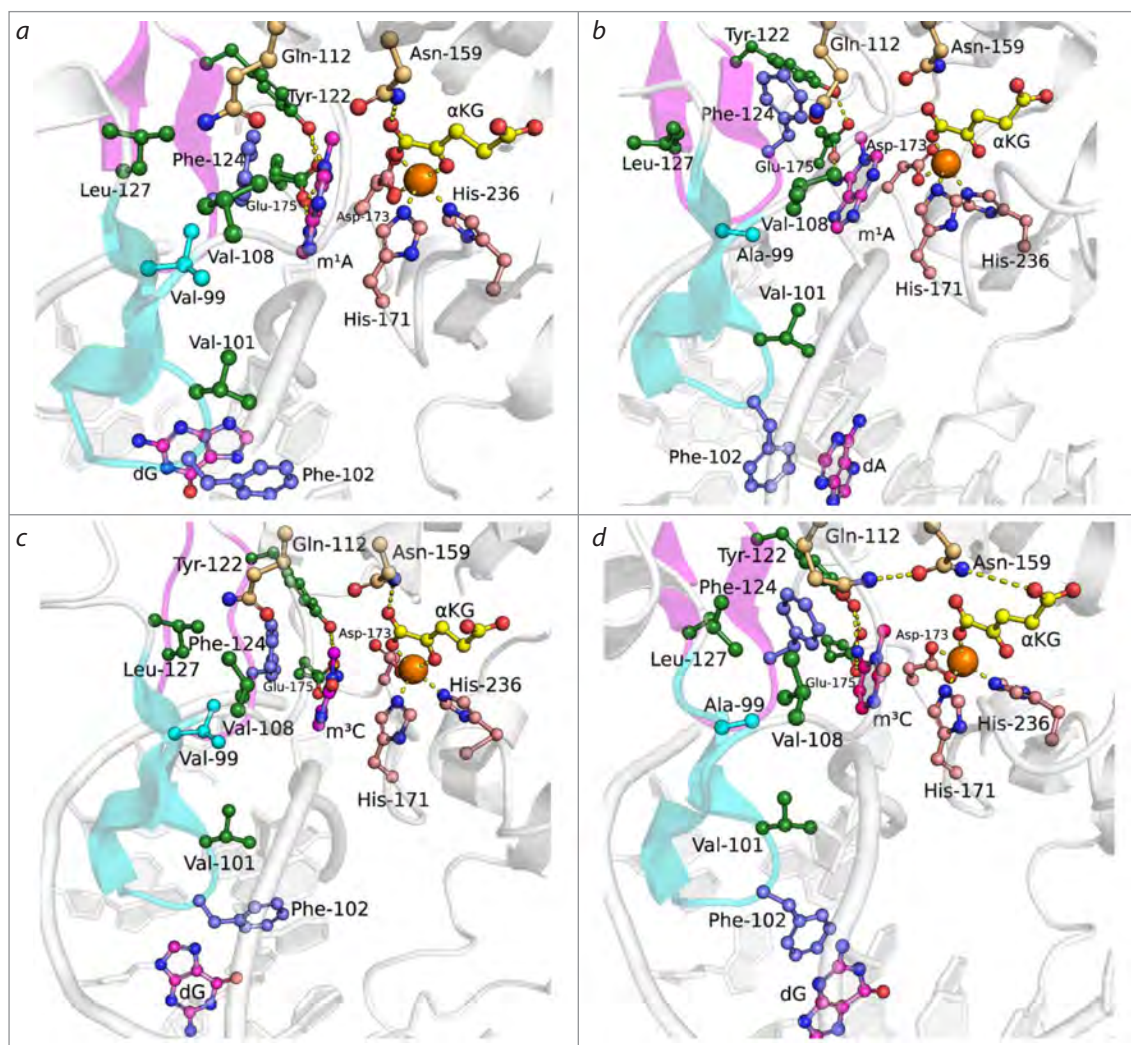 a
Gln-112
Asn-159
Tyr-122
αKG
Phe-124
Leu-127
Glu-175
His-236
Asp-173
Val-108
m¹A
Val-99
His-171
Val-101
dG
Phe-102
b
Tyr-122
Gln-112
Asn-159
Phe-124
Asp-173
αKG
Leu-127
Glu-175
Val-108
m¹A
Ala-99
His-236
His-171
Val-101
Phe-102
dA
c
Gln-112
Asn-159
Tyr-122
αKG
Asp-173
Phe-124
Leu-127
Glu-175
His-236
Val-108
m³C
Val-99
His-171
Val-101
Phe-102
dG
d
Gln-112
Tyr-122
Asn-159
Phe-124
Asp-173
αKG
Leu-127
Glu-175
Ala-99
m³C
His-236
Val-108
His-171
Val-101
Phe-102
dG